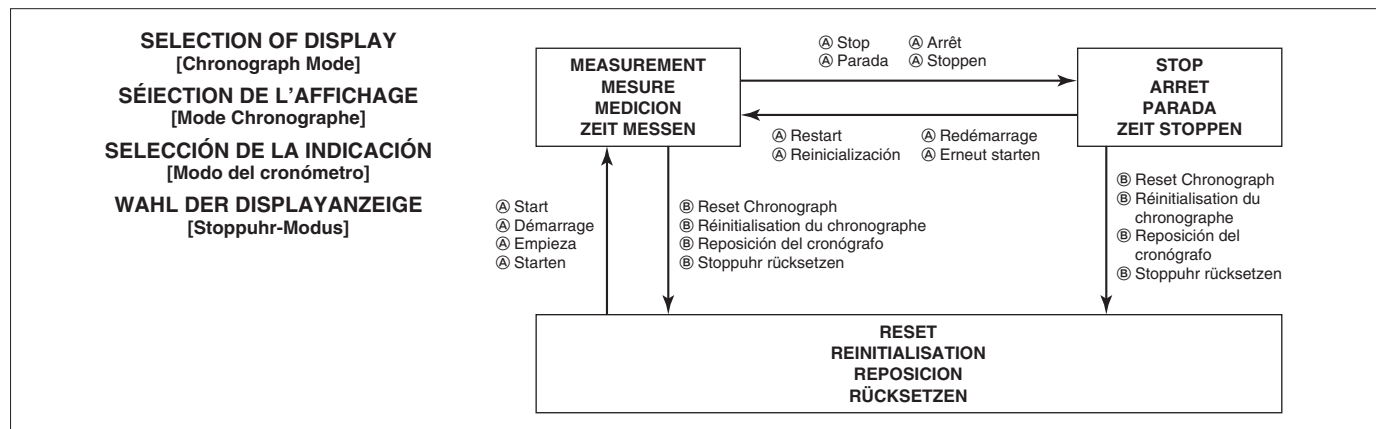 SELECTION OF DISPLAY
[Chronograph Mode]
SÉIECTION DE L'AFFICHAGE
[Mode Chronographe]
SELECCIÓN DE LA INDICACIÓN
[Modo del cronómetro]
WAHL DER DISPLAYANZEIGE
[Stoppuhr-Modus]
MEASUREMENT
MESURE
MEDICION
ZEIT MESSEN
Ⓐ Stop Ⓐ Arrêt
Ⓐ Parada Ⓐ Stoppen
STOP
ARRET
PARADA
ZEIT STOPPEN
Ⓐ Restart Ⓐ Redémarrage
Ⓐ Reinicialización Ⓐ Erneut starten
Ⓐ Start
Ⓐ Démarrage
Ⓐ Empieza
Ⓐ Starten
Ⓑ Reset Chronograph
Ⓑ Réinitialisation du chronographe
Ⓑ Reposición del cronógrafo
Ⓑ Stoppuhr rücksetzen
Ⓑ Reset Chronograph
Ⓑ Réinitialisation du
chronographe
Ⓑ Reposición del
cronógrafo
Ⓑ Stoppuhr rücksetzen
RESET
REINITIALISATION
REPOSICION
RÜCKSETZEN